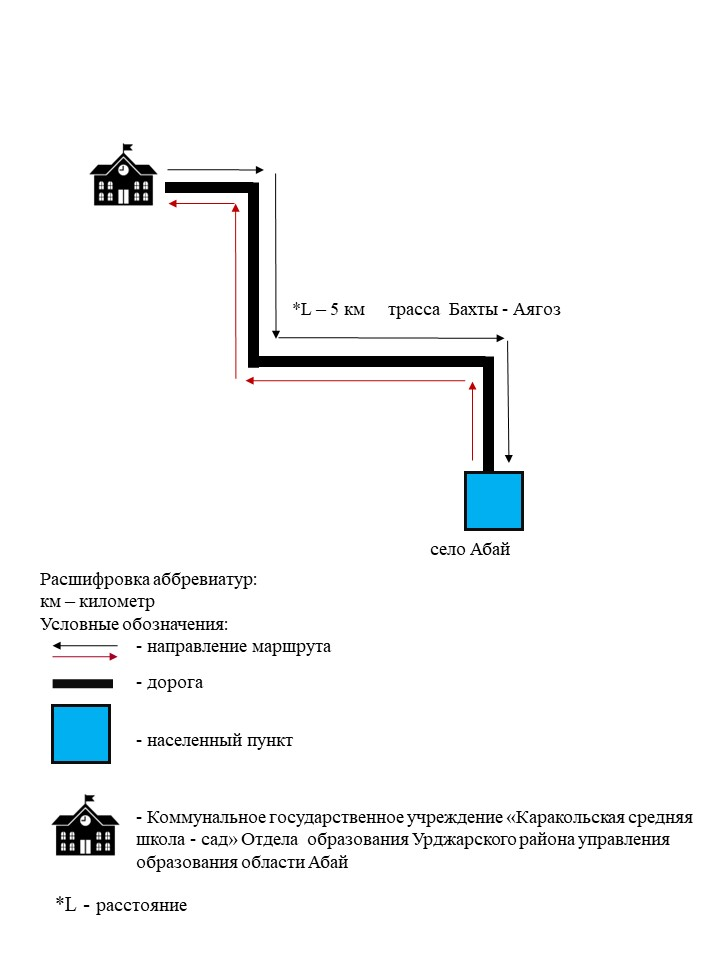 *L – 5 км трасса Бахты - Аягоз
село Абай
Расшифровка аббревиатур:
км – километр
Условные обозначения:
- направление маршрута
- дорога
- населенный пункт
- Коммунальное государственное учреждение «Каракольская средняя
школа - сад» Отдела образования Урджарского района управления
образования области Абай
*L - расстояние